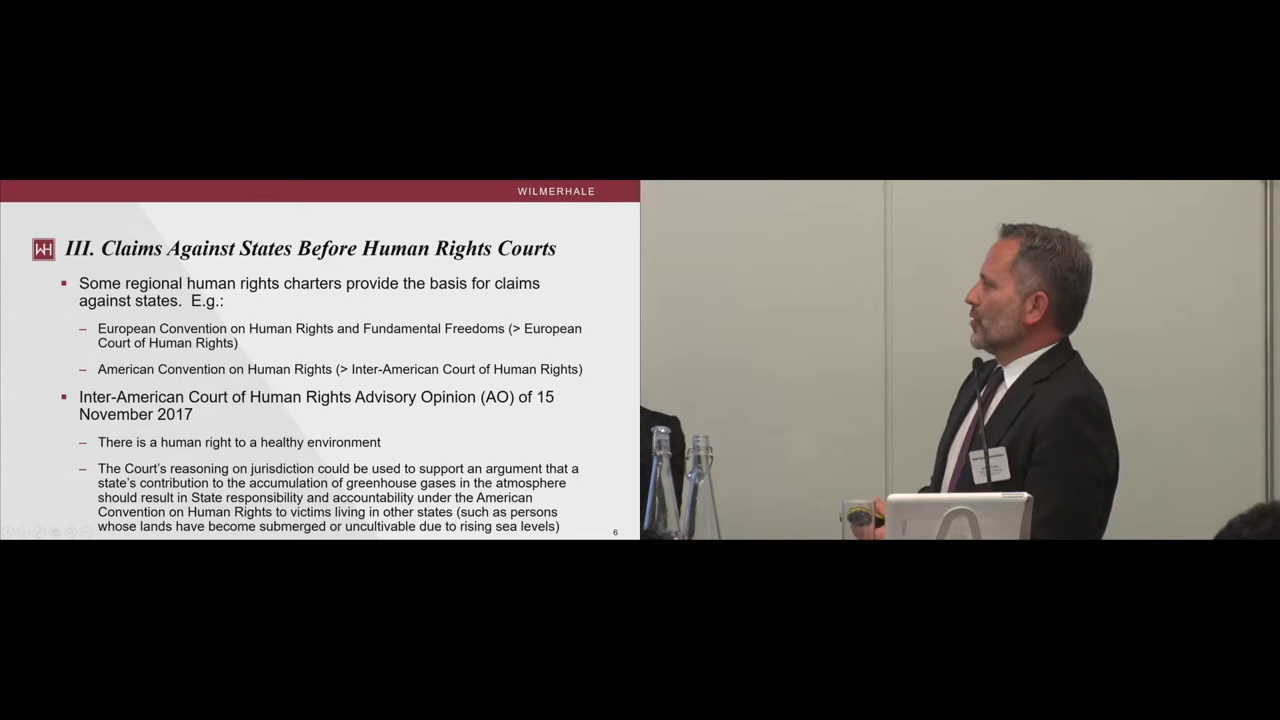 WILMERHALE
WH
III. Claims Against States Before Human Rights Courts
▪ Some regional human rights charters provide the basis for claims
against states. E.g.:
– European Convention on Human Rights and Fundamental Freedoms (> European
Court of Human Rights)
– American Convention on Human Rights (> Inter-American Court of Human Rights)
▪ Inter-American Court of Human Rights Advisory Opinion (AO) of 15
November 2017
– There is a human right to a healthy environment
– The Court's reasoning on jurisdiction could be used to support an argument that a
state's contribution to the accumulation of greenhouse gases in the atmosphere
should result in State responsibility and accountability under the American
Convention on Human Rights to victims living in other states (such as persons
whose lands have become submerged or uncultivable due to rising sea levels)
6